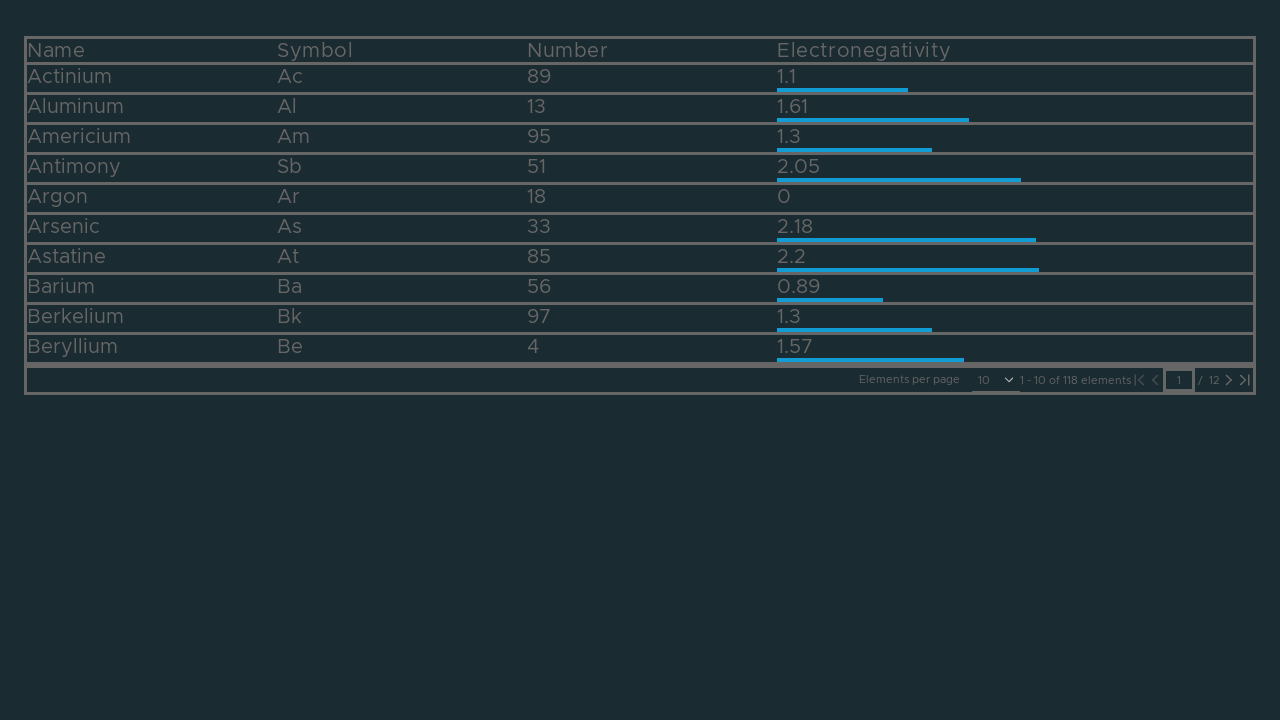 Name Symbol Number Electronegativity
Actinium Ac 89 1.1
Aluminum Al 13 1.61
Americium Am 95 1.3
Antimony Sb 51 2.05
Argon Ar 18 0
Arsenic As 33 2.18
Astatine At 85 2.2
Barium Ba 56 0.89
Berkelium Bk 97 1.3
Beryllium Be 4 1.57
Elements per page 10 1 - 10 of 118 elements 1 / 12